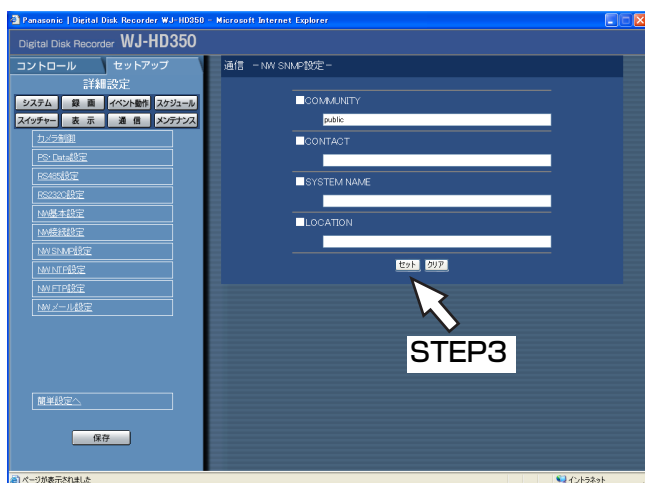 Panasonic | Digital Disk Recorder WJ-HD350 - Microsoft Internet Explorer
Digital Disk Recorder WJ-HD350
コントロール セットアップ
詳細設定
システム 録 画 イベント動作 スケジュール
スイッチャー 表 示 通 信 メンテナンス
カメラ制御
PS・Data設定
RS485設定
RS232C設定
NW基本設定
NW接続設定
NW SNMP設定
NW NTP設定
NW FTP設定
NW メール設定
簡単設定へ
保存
通信 －NW SNMP設定－
■COMMUNITY
public
■CONTACT
■SYSTEM NAME
■LOCATION
セット クリア
STEP3
ページが表示されました
イントラネット